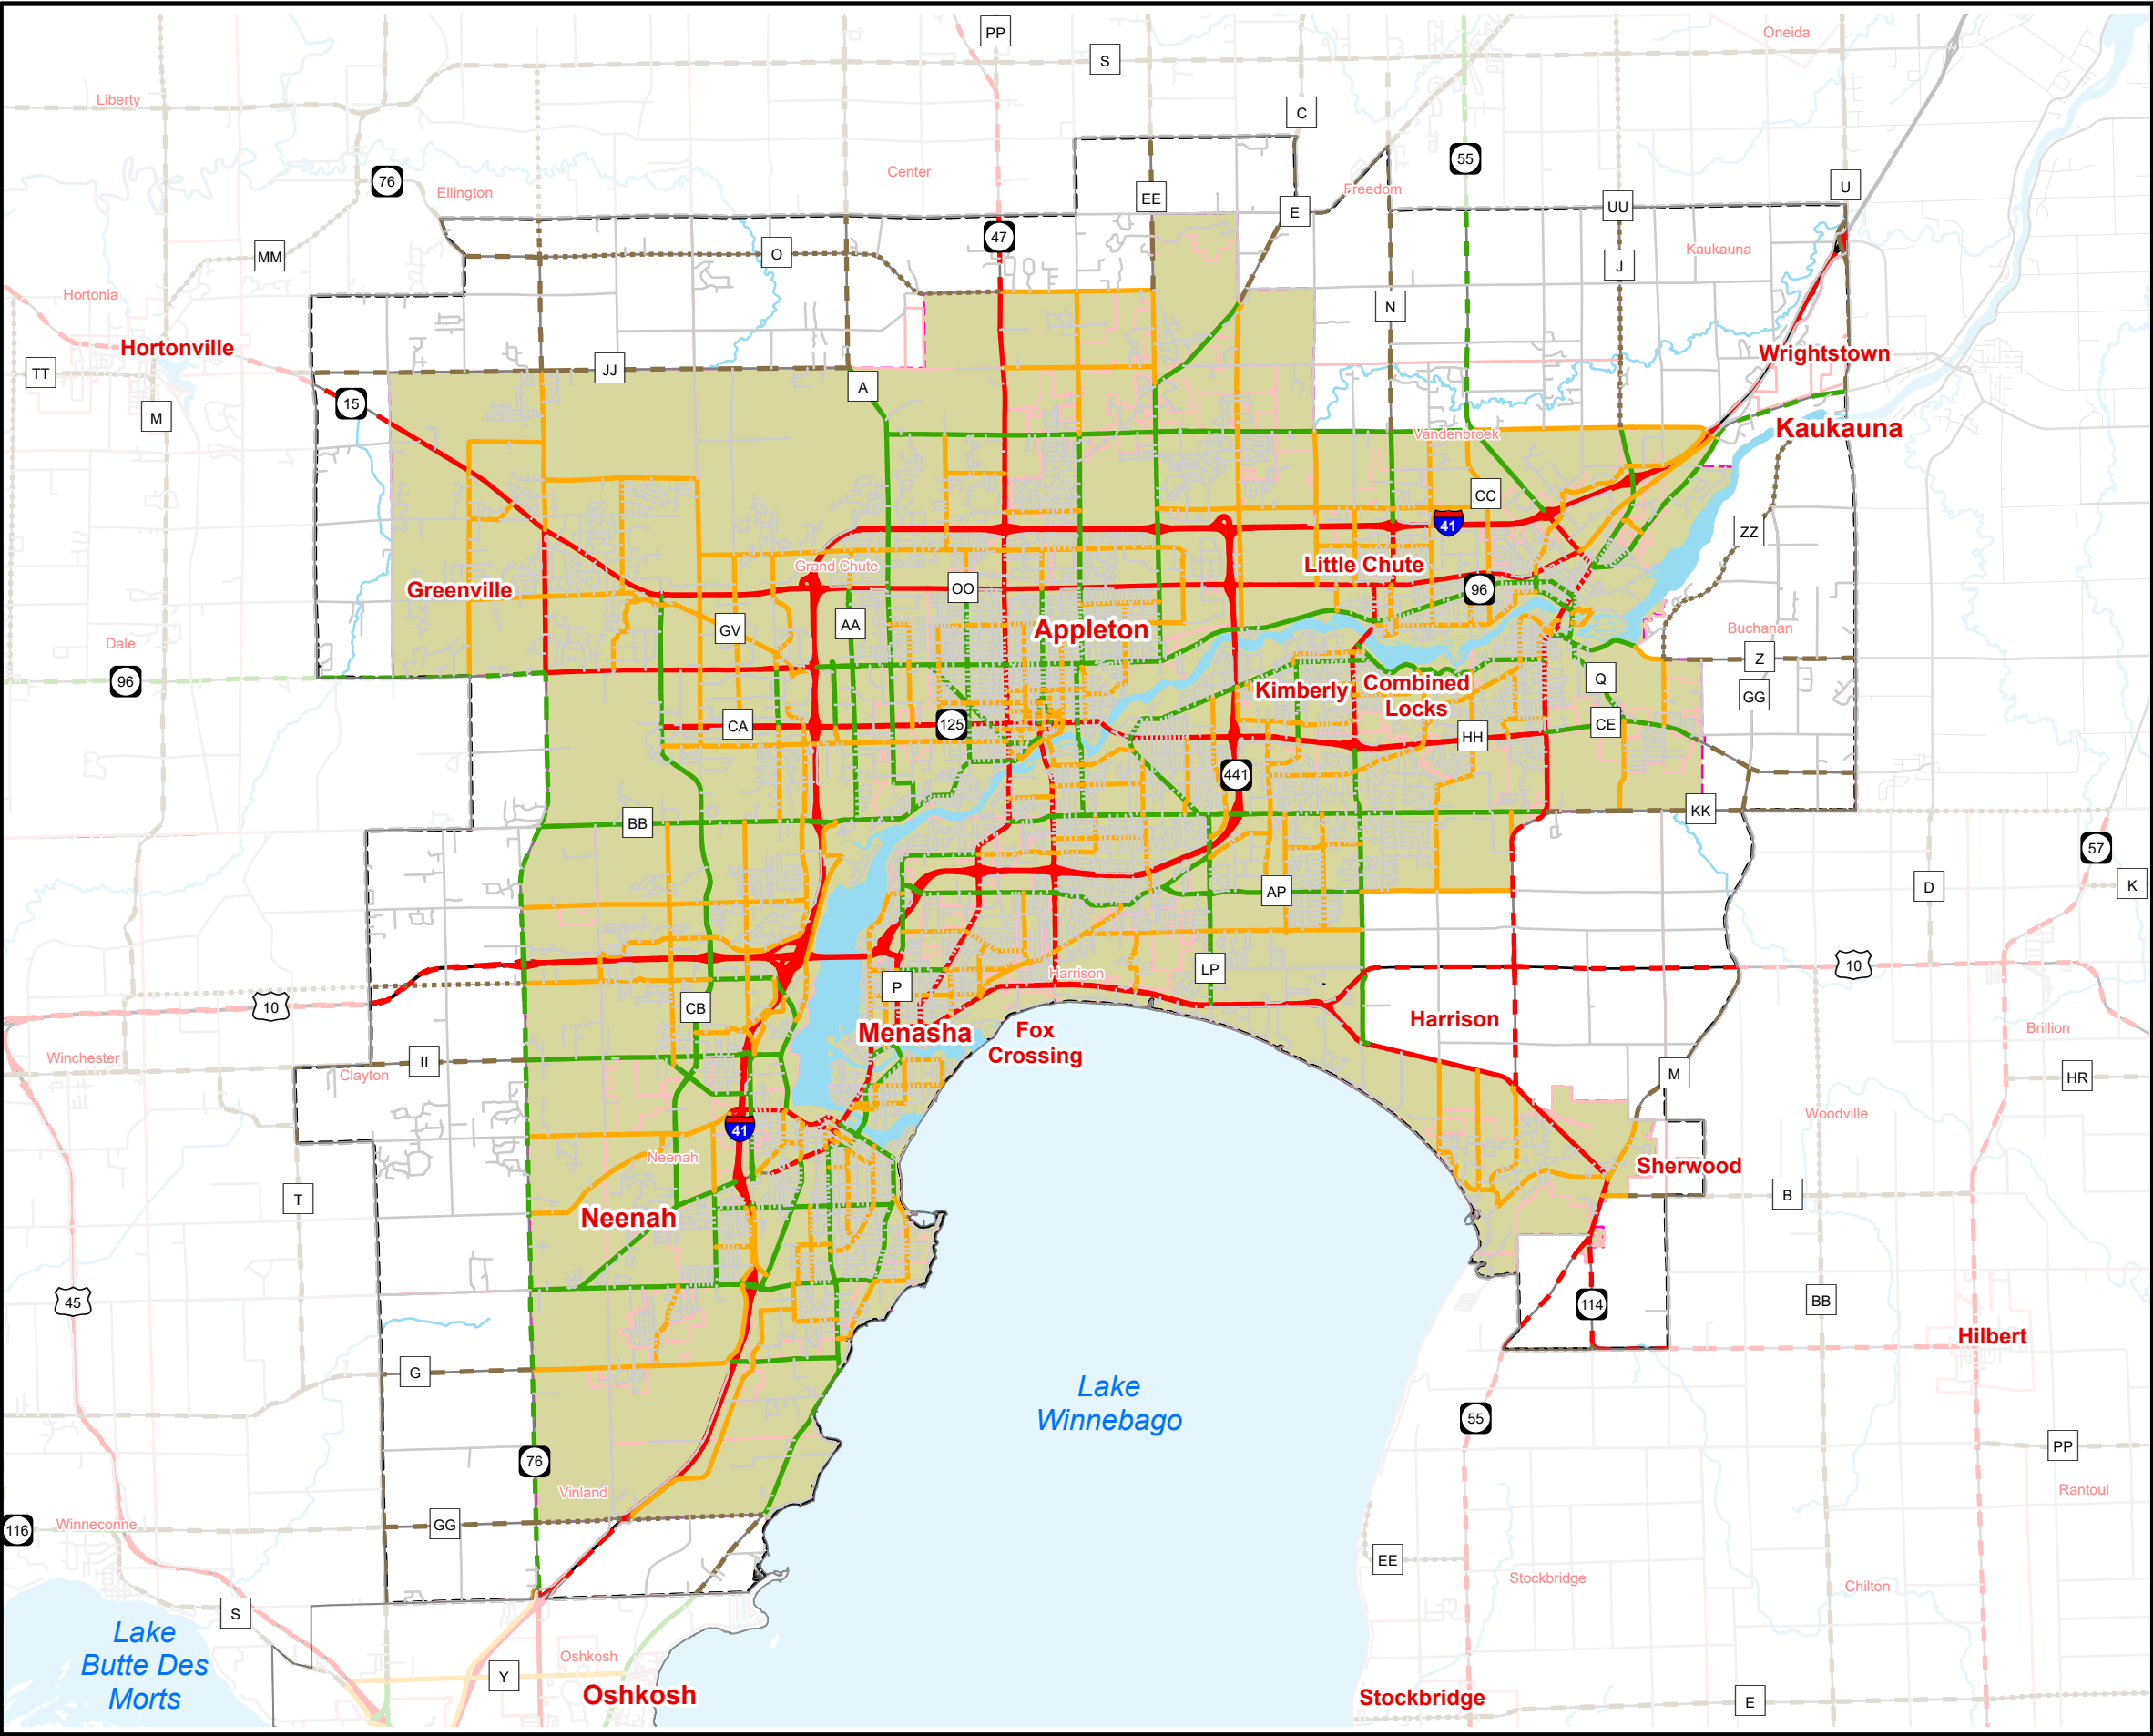 PP
S
Oneida
Liberty
C
55
Center
76
Ellington
Freedom
EE
E
UU
U
47
O
MM
J
Kaukauna
Hortonia
N
Hortonville
Wrightstown
TT
JJ
A
15
M
Kaukauna
Vandenbroek
CC
41
ZZ
Grand Chute
Little Chute
Greenville
OO
96
GV
AA
Appleton
Buchanan
Dale
Z
96
Q
Kimberly
Combined
Locks
GG
CA
125
CE
HH
441
BB
KK
57
D
K
AP
LP
10
Harrison
P
10
CB
Harrison
Menasha
Fox
Crossing
Brillion
Winchester
II
Clayton
M
HR
Woodville
41
Neenah
Sherwood
T
B
Neenah
45
114
BB
Hilbert
G
Lake
Winnebago
55
PP
76
Vinland
Rantoul
GG
Winneconne
116
EE
Stockbridge
Chilton
S
Lake
Butte Des
Morts
Oshkosh
Y
Oshkosh
Stockbridge
E